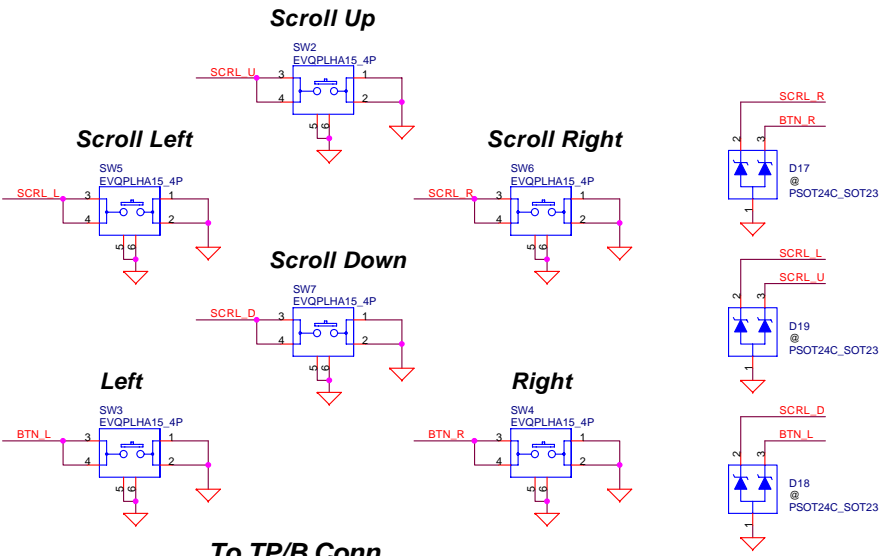 Scroll Up
SW2
EVQPLHA15_4P
SCRL_U
3
1
4
2
5
6
Scroll Left
SW5
EVQPLHA15_4P
SCRL_L
3
1
4
2
5
6
Scroll Right
SW6
EVQPLHA15_4P
SCRL_R
3
1
4
2
5
6
Scroll Down
SW7
EVQPLHA15_4P
SCRL_D
3
1
4
2
5
6
Left
SW3
EVQPLHA15_4P
BTN_L
3
1
4
2
5
6
Right
SW4
EVQPLHA15_4P
BTN_R
3
1
4
2
5
6
SCRL_R
BTN_R
2
3
D17
@
PSOT24C_SOT23
1
SCRL_L
SCRL_U
2
3
D19
@
PSOT24C_SOT23
1
SCRL_D
BTN_L
2
3
D18
@
PSOT24C_SOT23
1
To TP/B Conn